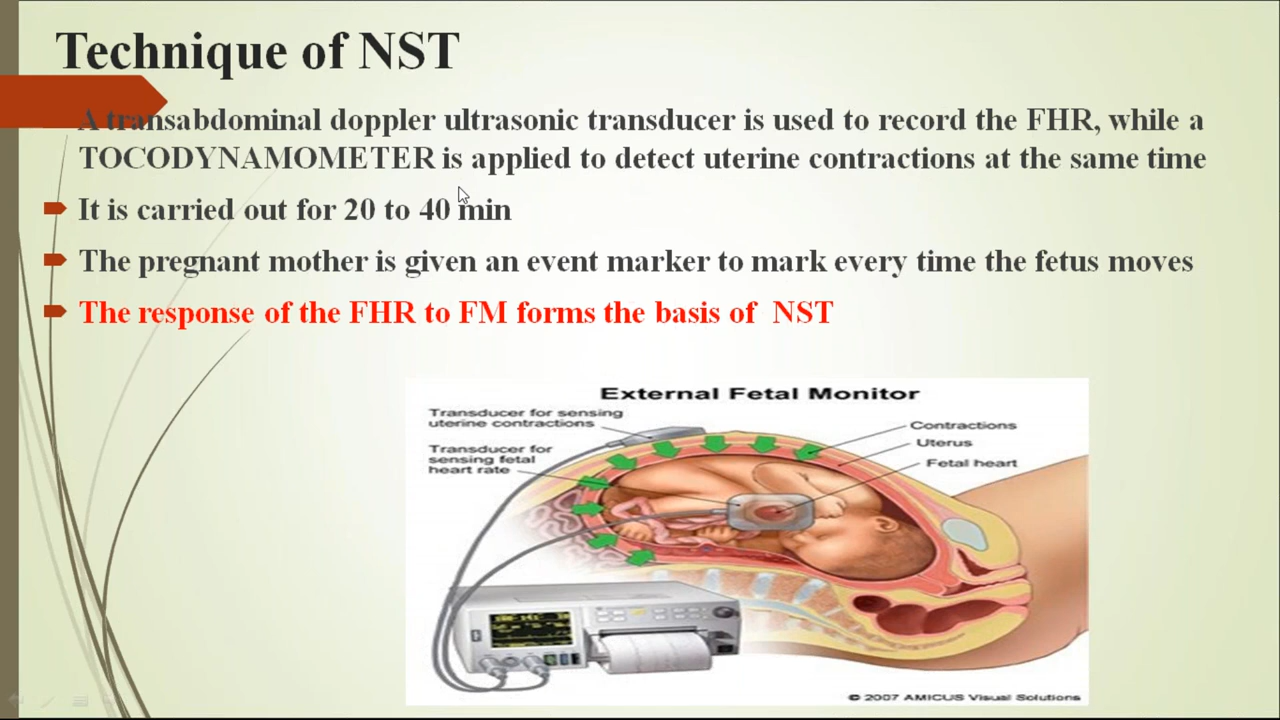 Technique of NST
A transabdominal doppler ultrasonic transducer is used to record the FHR, while a
TOCODYNAMOMETER is applied to detect uterine contractions at the same time
It is carried out for 20 to 40 min
The pregnant mother is given an event marker to mark every time the fetus moves
The response of the FHR to FM forms the basis of NST
External Fetal Monitor
Transducer for sensing
uterine contractions
Transducer for
sensing fetal
heart rate
Contractions
Uterus
Fetal heart
© 2007 AMICUS Visual Solutions